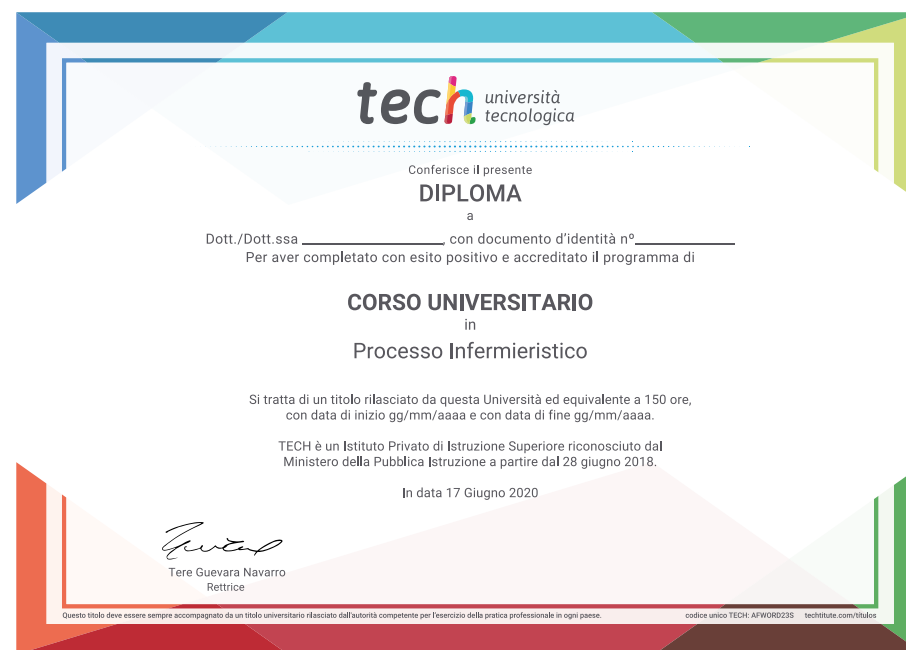 tech università
tecnologica
Conferisce il presente
DIPLOMA
a
Dott./Dott.ssa ____________________, con documento d'identità nº______________
Per aver completato con esito positivo e accreditato il programma di
CORSO UNIVERSITARIO
in
Processo Infermieristico
Si tratta di un titolo rilasciato da questa Università ed equivalente a 150 ore,
con data di inizio gg/mm/aaaa e con data di fine gg/mm/aaaa.
TECH è un Istituto Privato di Istruzione Superiore riconosciuto dal
Ministero della Pubblica Istruzione a partire dal 28 giugno 2018.
In data 17 Giugno 2020
Tere Guevara Navarro
Rettrice
Questo titolo deve essere sempre accompagnato da un titolo universitario rilasciato dall'autorità competente per l'esercizio della pratica professionale in ogni paese. codice unico TECH: AFWORD23S techtitute.com/titulos